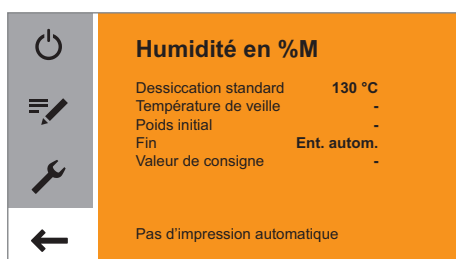 Humidité en %M
Dessiccation standard 130 °C
Température de veille -
Poids initial -
Fin Ent. autom.
Valeur de consigne -
Pas d'impression automatique